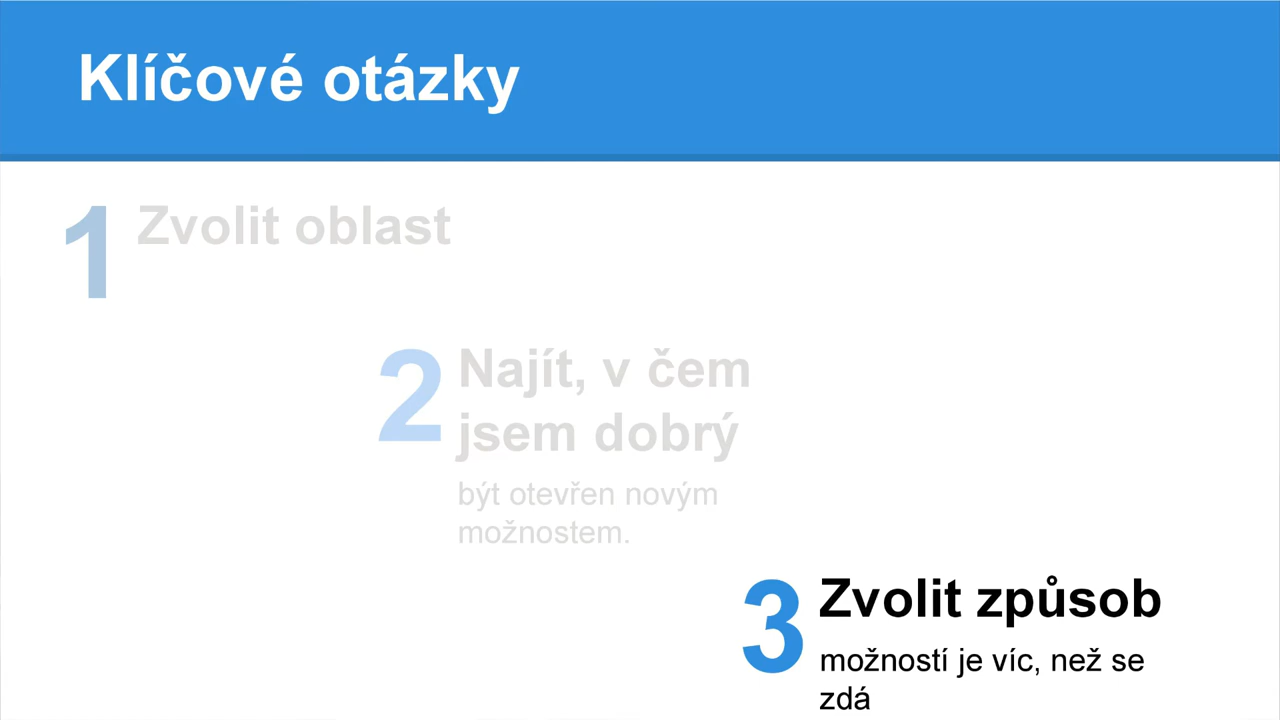 Klíčové otázky
1 Zvolit oblast
2 Najít, v čem
jsem dobrý
být otevřen novým
možnostem.
3 Zvolit způsob
možností je víc, než se
zdá